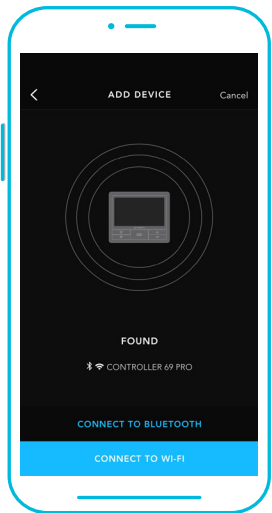 ADD DEVICE Cancel
FOUND
CONTROLLER 69 PRO
CONNECT TO BLUETOOTH
CONNECT TO WI-FI